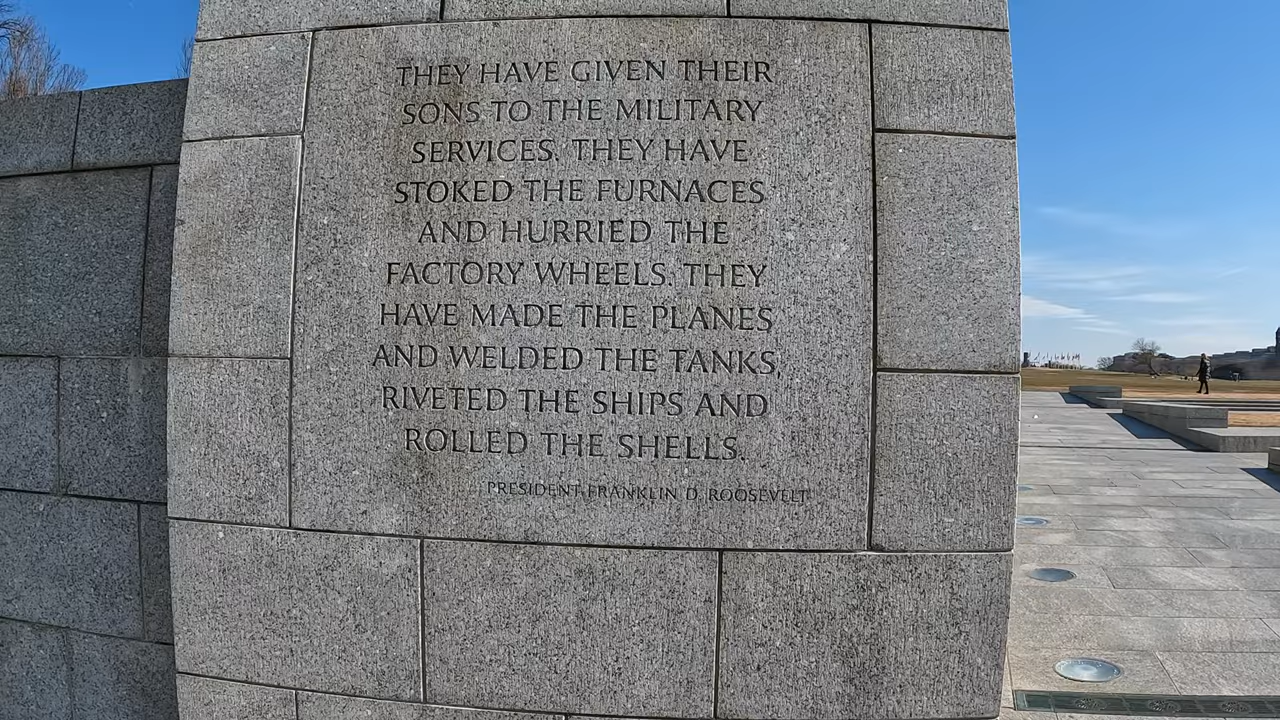 THEY HAVE GIVEN THEIR
SONS TO THE MILITARY
SERVICES. THEY HAVE
STOKED THE FURNACES
AND HURRIED THE
FACTORY WHEELS. THEY
HAVE MADE THE PLANES
AND WELDED THE TANKS,
RIVETED THE SHIPS AND
ROLLED THE SHELLS.
PRESIDENT FRANKLIN D. ROOSEVELT